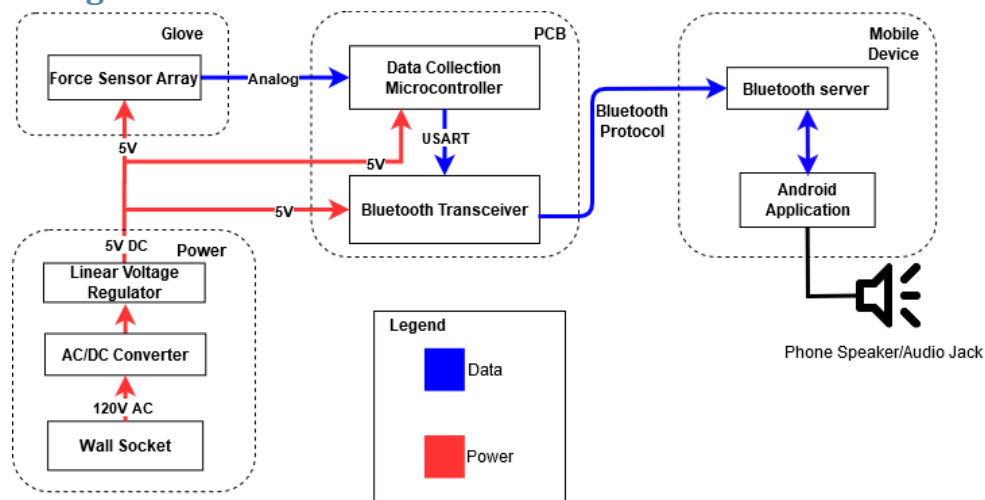 Glove
Force Sensor Array
Analog
PCB
Data Collection
Microcontroller
USART
Bluetooth Transceiver
Bluetooth
Protocol
Mobile
Device
Bluetooth server
Android
Application
Phone Speaker/Audio Jack
5V
5V
5V
5V DC
Power
Linear Voltage
Regulator
AC/DC Converter
120V AC
Wall Socket
Legend
Data
Power